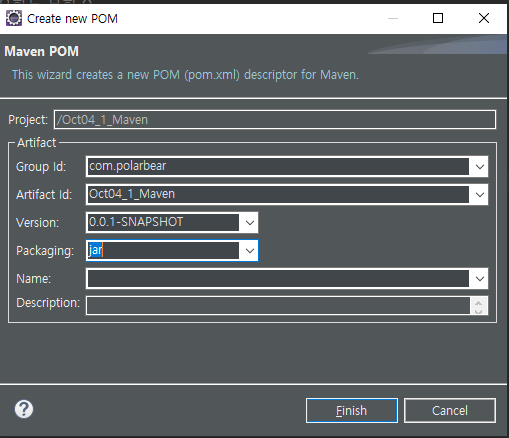 Create new POM
Maven POM
This wizard creates a new POM (pom.xml) descriptor for Maven.
Project: /Oct04_1_Maven
Artifact
Group Id: com.polarbear
Artifact Id: Oct04_1_Maven
Version: 0.0.1-SNAPSHOT
Packaging: jar
Name:
Description:
? Finish Cancel